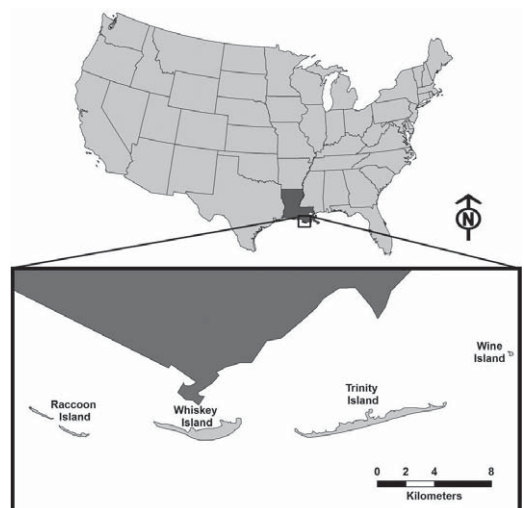 N
Wine
Island
Trinity
Island
Raccoon
Island
Whiskey
Island
0 2 4 8
Kilometers